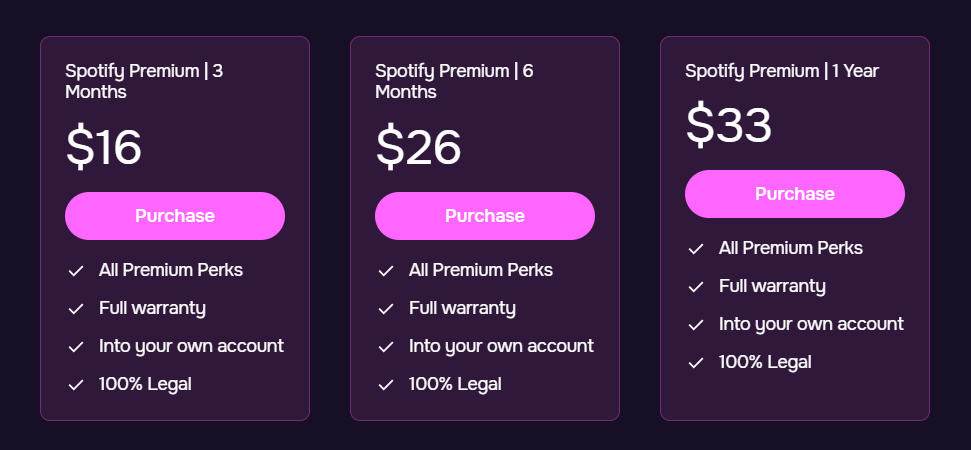 Spotify Premium | 3
Months
$16
Purchase
All Premium Perks
Full warranty
Into your own account
100% Legal
Spotify Premium | 6
Months
$26
Purchase
All Premium Perks
Full warranty
Into your own account
100% Legal
Spotify Premium | 1 Year
$33
Purchase
All Premium Perks
Full warranty
Into your own account
100% Legal